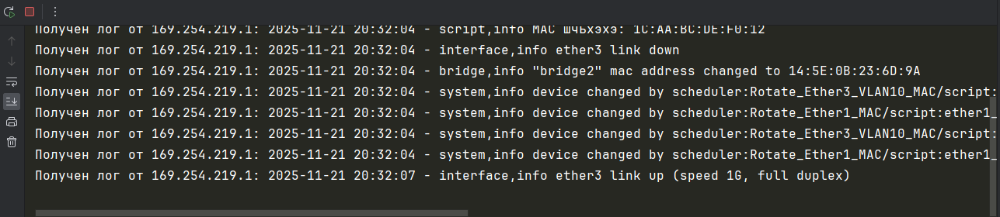 Получен лог от 169.254.219.1: 2025-11-21 20:32:04 - script,info MAC шчьхэхэ: 1C:AA:BC:DE:F0:12
Получен лог от 169.254.219.1: 2025-11-21 20:32:04 - interface,info ether3 link down
Получен лог от 169.254.219.1: 2025-11-21 20:32:04 - bridge,info "bridge2" mac address changed to 14:5E:0B:23:6D:9A
Получен лог от 169.254.219.1: 2025-11-21 20:32:04 - system,info device changed by scheduler:Rotate_Ether3_VLAN10_MAC/script:
Получен лог от 169.254.219.1: 2025-11-21 20:32:04 - system,info device changed by scheduler:Rotate_Ether1_MAC/script:ether1_
Получен лог от 169.254.219.1: 2025-11-21 20:32:04 - system,info device changed by scheduler:Rotate_Ether3_VLAN10_MAC/script:
Получен лог от 169.254.219.1: 2025-11-21 20:32:04 - system,info device changed by scheduler:Rotate_Ether1_MAC/script:ether1_
Получен лог от 169.254.219.1: 2025-11-21 20:32:07 - interface,info ether3 link up (speed 1G, full duplex)